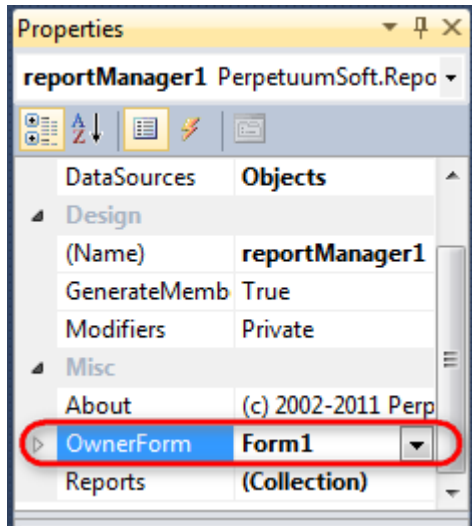 Properties
reportManager1 PerpetuumSoft.Repo
DataSources Objects
Design
(Name) reportManager1
GenerateMemb True
Modifiers Private
Misc
About (c) 2002-2011 Perp
OwnerForm Form1
Reports (Collection)